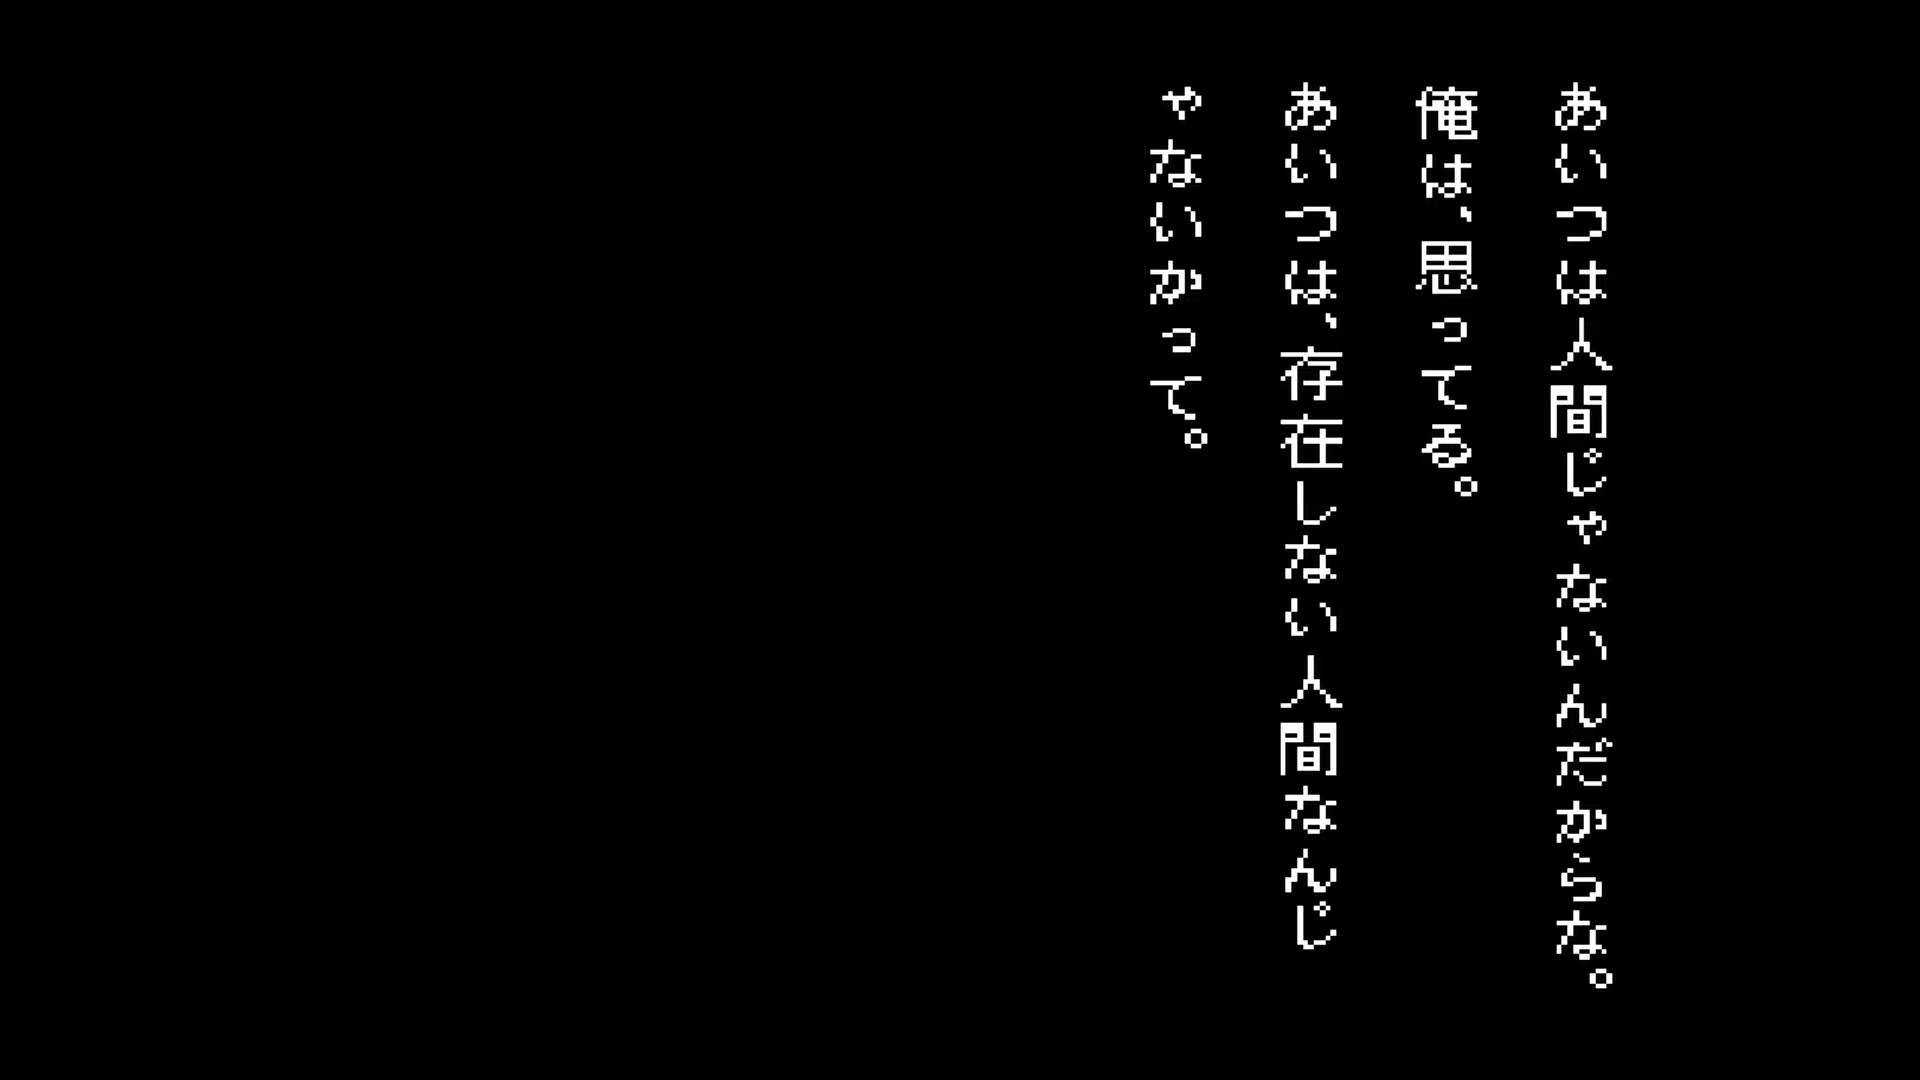 あいつは人間じゃないんだからな。
俺は、思ってる。
あいつは、存在しない人間なんじ
ゃないかって。